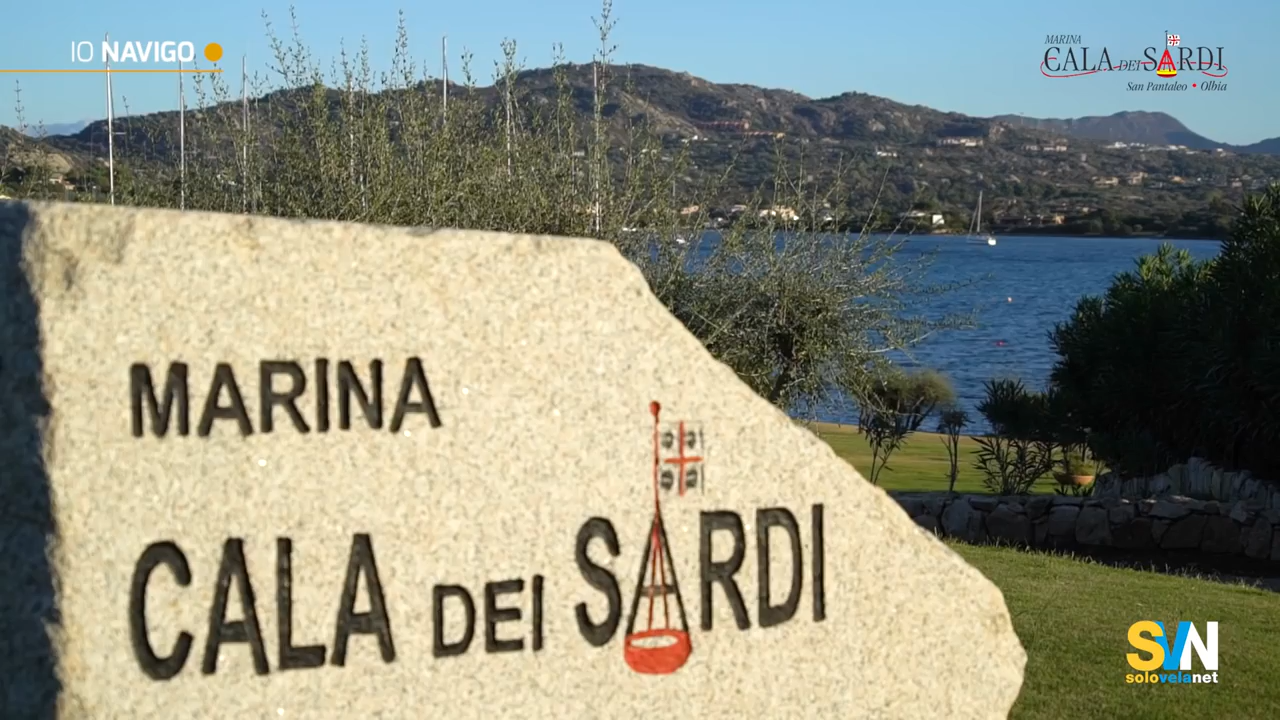 IO NAVIGO
MARINA
CALA DEI SARDI
San Pantaleo • Olbia
MARINA
CALA DEI SARDI
SVN
solovelanet